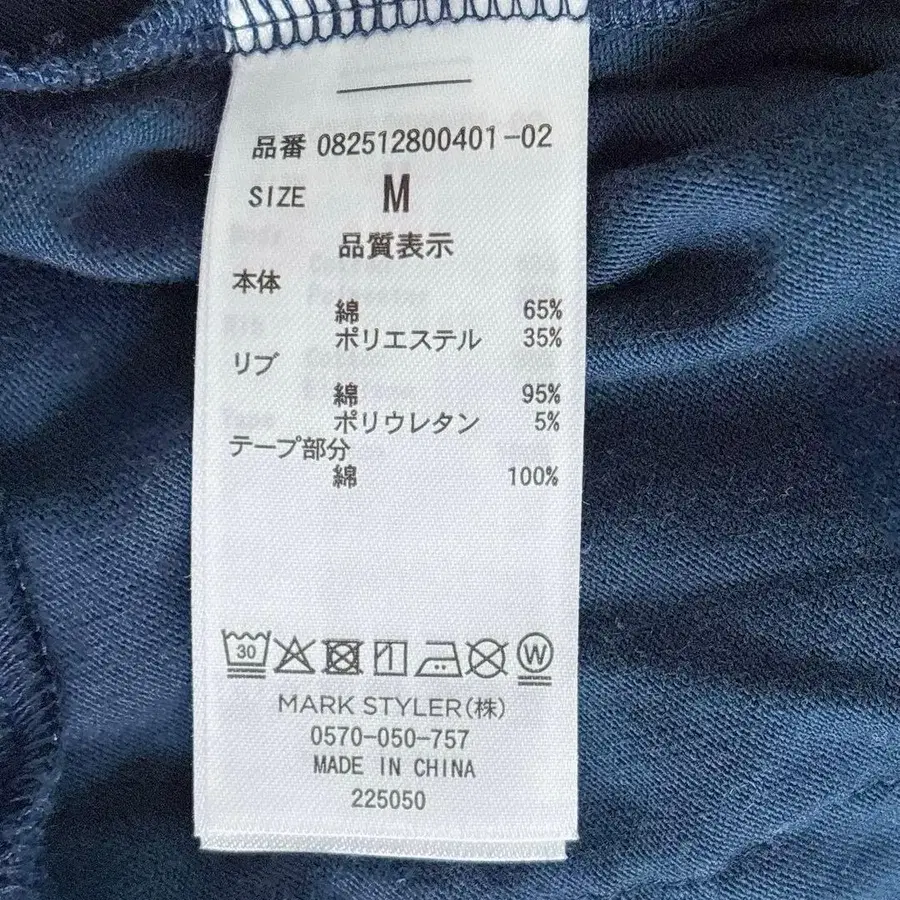 品番 082512800401-02
SIZE M
品質表示
本体
綿 65%
ポリエステル 35%
リブ
綿 95%
ポリウレタン 5%
テープ部分
綿 100%
30 W
MARK STYLER(株)
0570-050-757
MADE IN CHINA
225050